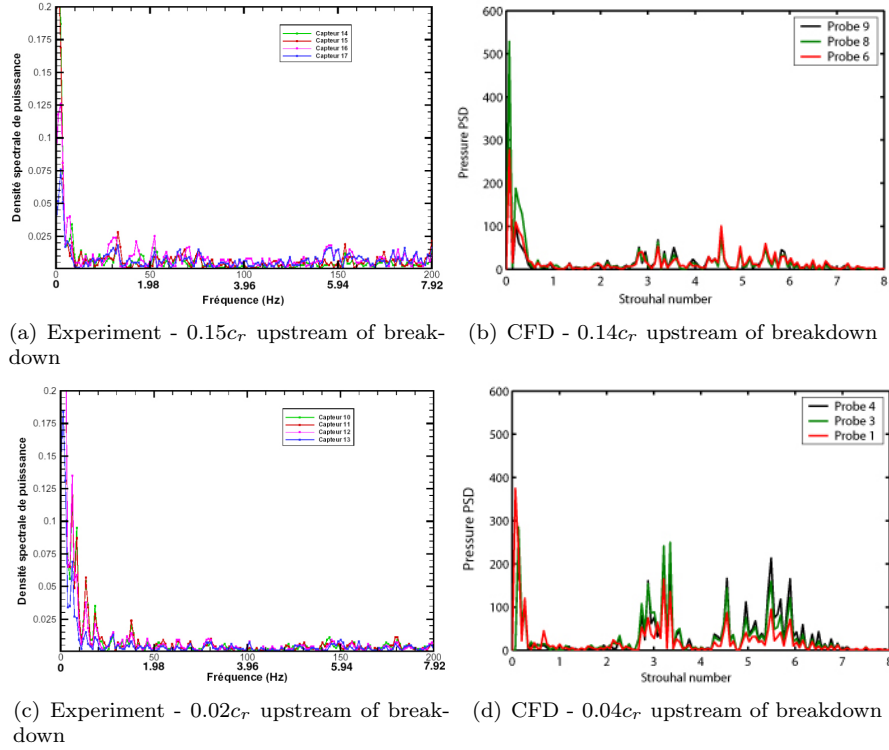 0.2
0.175
0.15
0.125
0.1
0.075
0.05
0.025
Densité spectrale de puisssance
Capteur 14
Capteur 15
Capteur 16
Capteur 17
0 50 100 150 200
0 1.98 3.96 5.94 7.92
Fréquence (Hz)
(a) Experiment - 0.15cᵣ upstream of break-
down
600
500
400
300
200
100
0
Pressure PSD
Probe 9
Probe 8
Probe 6
0 1 2 3 4 5 6 7 8
Strouhal number
(b) CFD - 0.14cᵣ upstream of breakdown
0.2
0.175
0.15
0.125
0.1
0.075
0.05
0.025
Densité spectrale de puisssance
Capteur 10
Capteur 11
Capteur 12
Capteur 13
0 50 100 150 200
0 1.98 3.96 5.94 7.92
Fréquence (Hz)
(c) Experiment - 0.02cᵣ upstream of break-
down
600
500
400
300
200
100
0
Pressure PSD
Probe 4
Probe 3
Probe 1
0 1 2 3 4 5 6 7 8
Strouhal number
(d) CFD - 0.04cᵣ upstream of breakdown